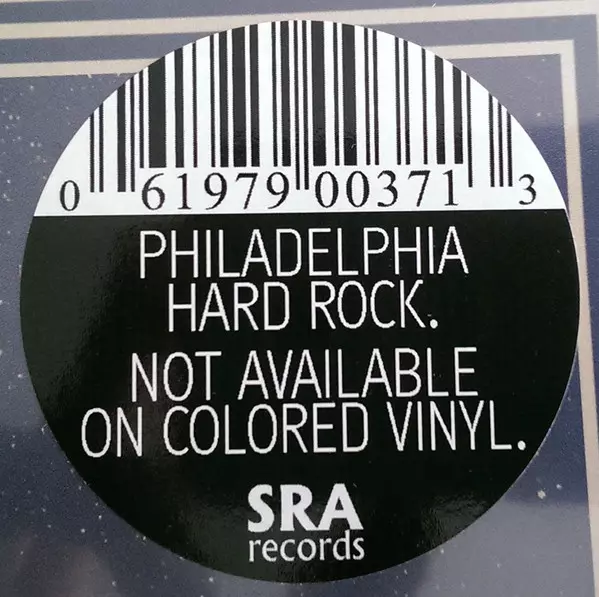 0 61979 00371 3
PHILADELPHIA
HARD ROCK.
NOT AVAILABLE
ON COLORED VINYL.
SRA
records